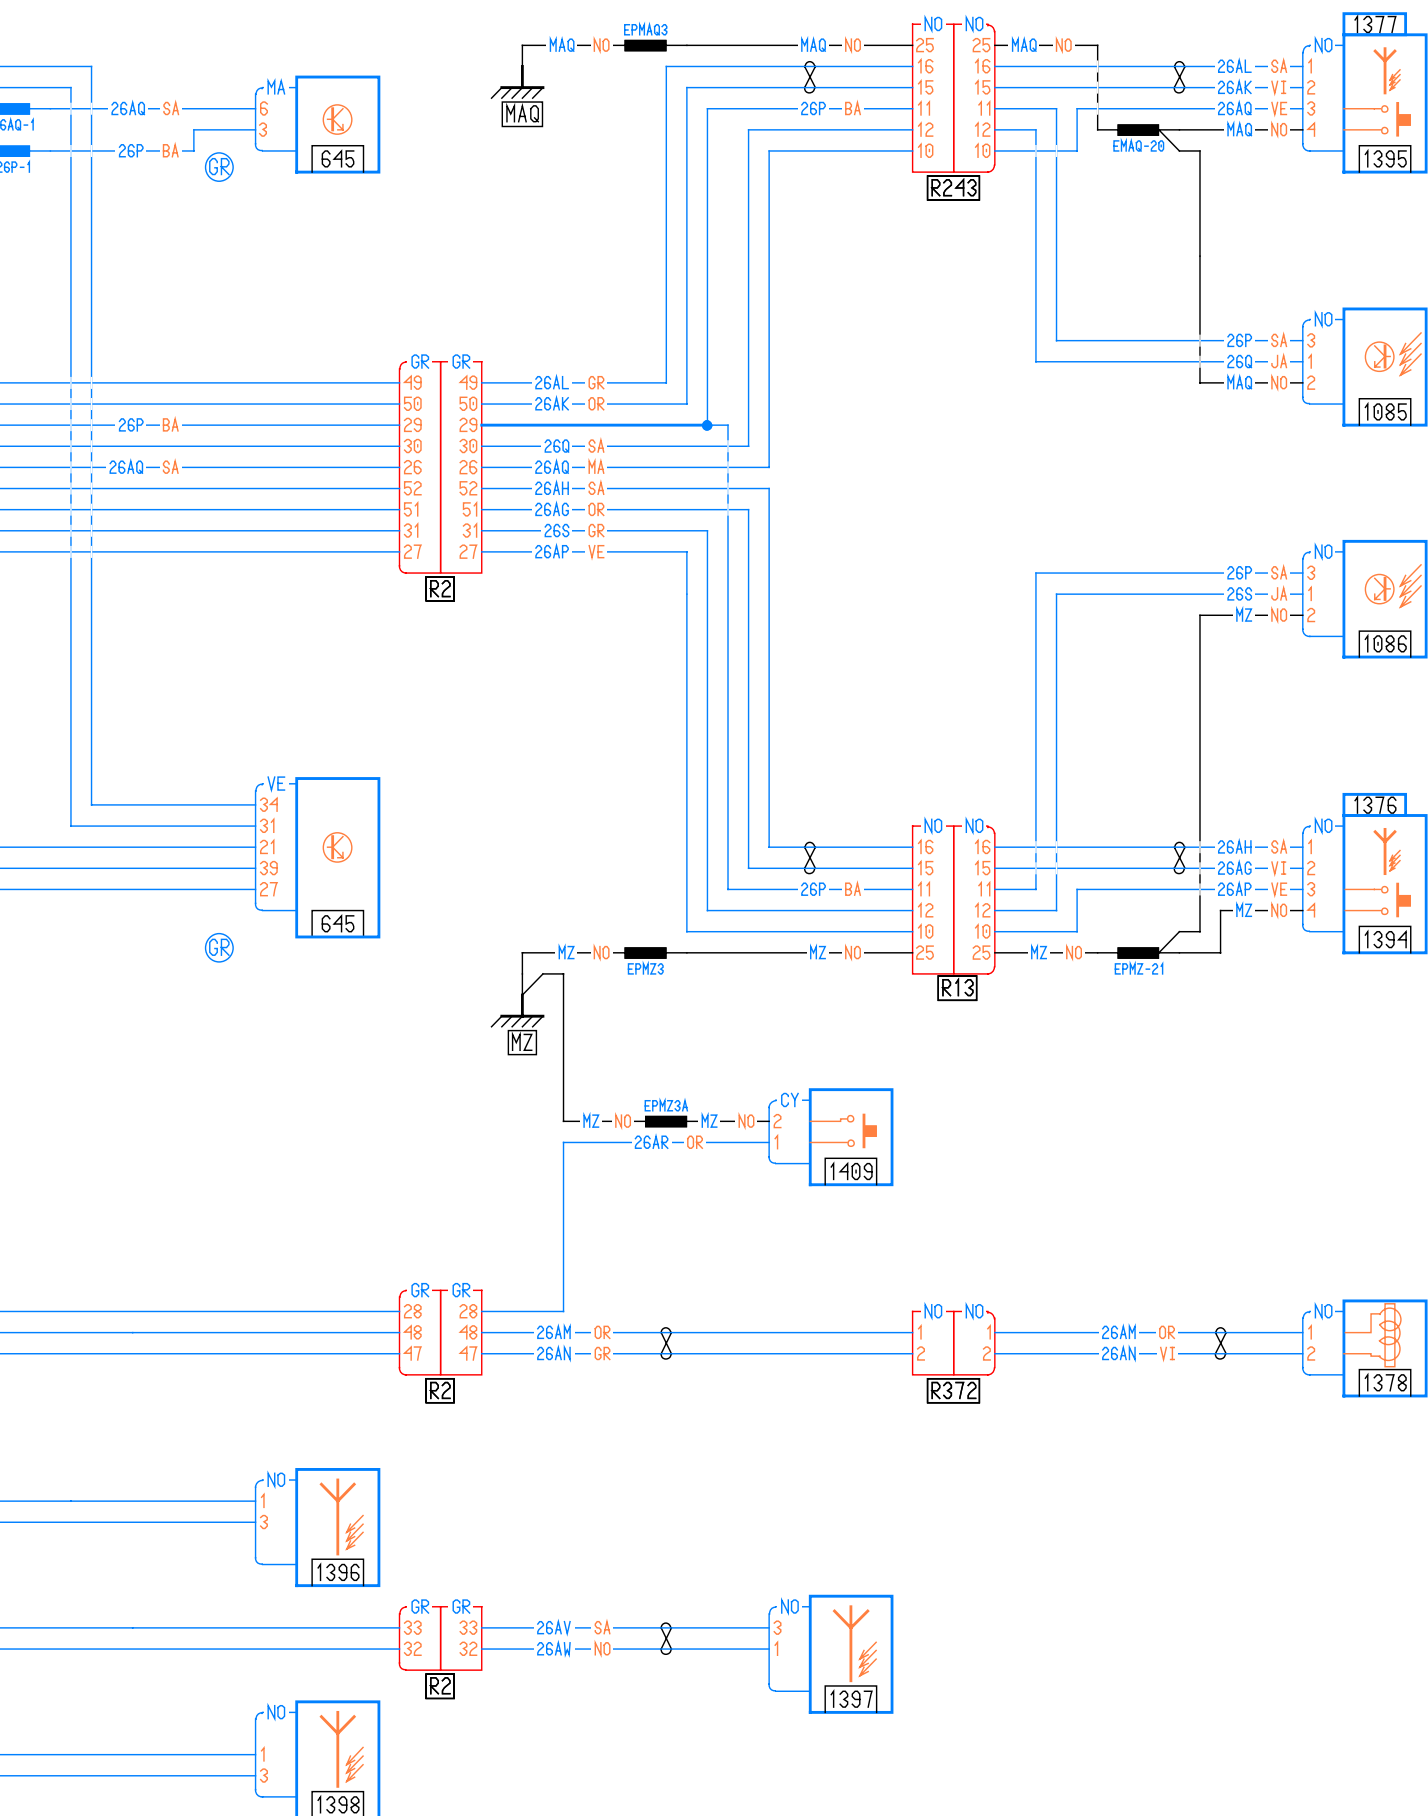 EPMAQ3
MAQ NO MAQ NO
MAQ
NO NO
25 25
16 16
15 15
11 11
12 12
10 10
R243
26P BA
MAQ NO
EMAQ-20
1377
NO
26AL SA 1
26AK VI 2
26AQ VE 3
MAQ NO 4
1395
MA
26AQ SA 6
3
6AQ-1
26P BA
26P-1
GR
645
NO
26P SA 3
26Q JA 1
MAQ NO 2
1085
GR GR
49 49 26AL GR
50 50 26AK OR
26P BA 29 29
30 30 26Q SA
26AQ SA 26 26 26AQ MA
52 52 26AH SA
51 51 26AG OR
31 31 26S GR
27 27 26AP VE
R2
NO
26P SA 3
26S JA 1
MZ NO 2
1086
VE
34
31
21
39
27
645
GR
NO NO
16 16
15 15
26P BA 11 11
12 12
10 10
MZ NO MZ NO 25 25 MZ NO
EPMZ3
EPMZ-21
R13
MZ
1376
NO
26AH SA 1
26AG VI 2
26AP VE 3
MZ NO 4
1394
EPMZ3A
CY
MZ NO MZ NO 2
26AR OR 1
1409
GR GR
28 28
48 48 26AM OR
47 47 26AN GR
R2
NO NO
1 1 26AM OR
2 2 26AN VI
R372
NO
1
2
1378
NO
1
3
1396
GR GR
33 33 26AV SA
32 32 26AW NO
R2
NO
3
1
1397
NO
1
3
1398